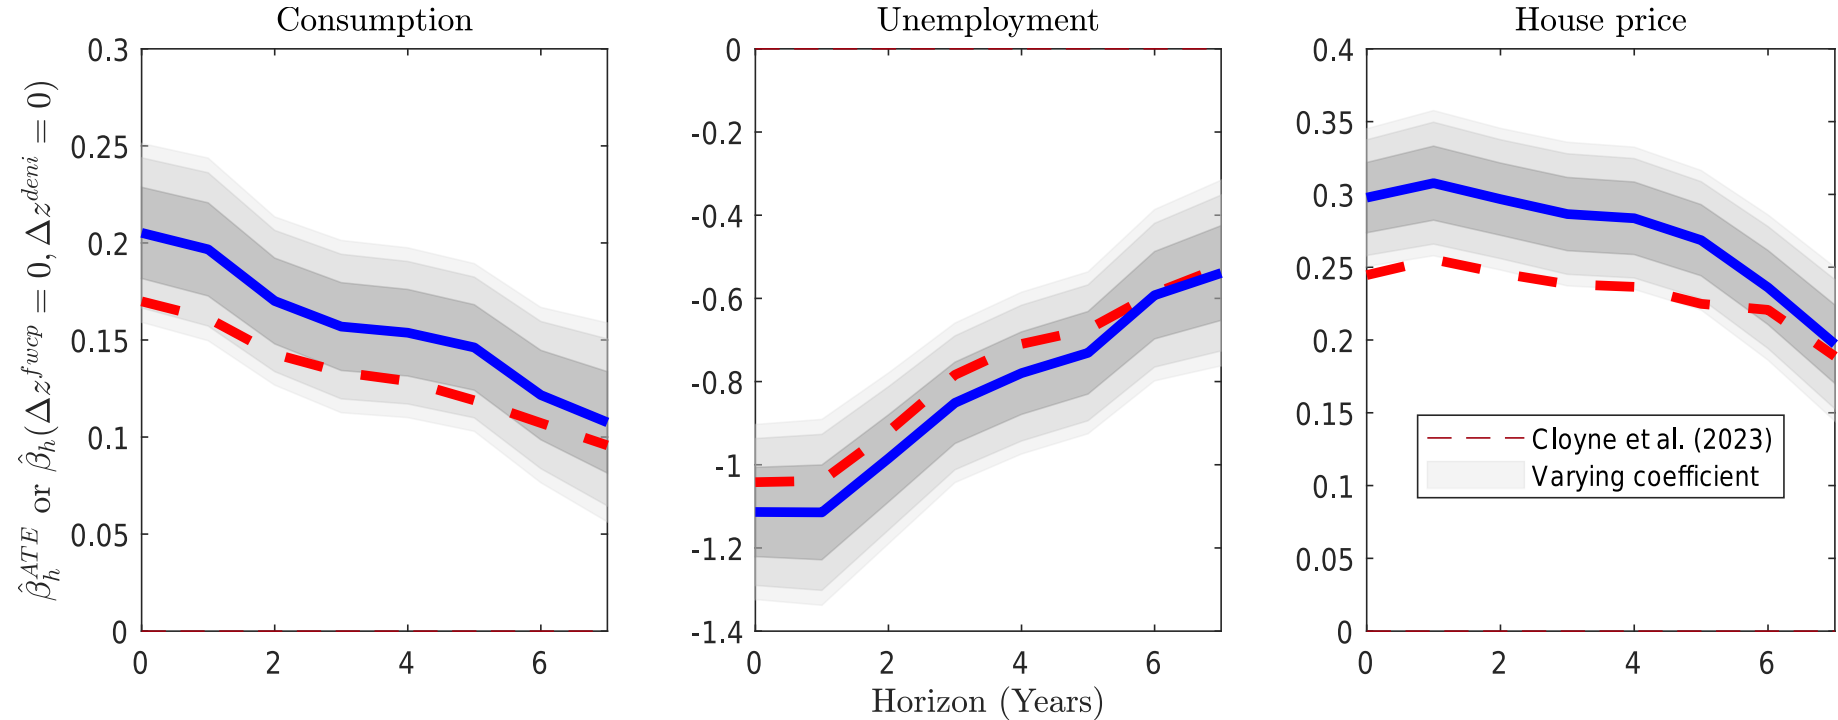 Consumption
Unemployment
House price
β̂_h^{ATE} or β̂_h(Δz^{fwcp} = 0, Δz^{deni} = 0)
0.3
0.25
0.2
0.15
0.1
0.05
0
0 2 4 6
0
-0.2
-0.4
-0.6
-0.8
-1
-1.2
-1.4
0 2 4 6
0.4
0.35
0.3
0.25
0.2
0.15
0.1
0.05
0
0 2 4 6
Cloyne et al. (2023)
Varying coefficient
Horizon (Years)